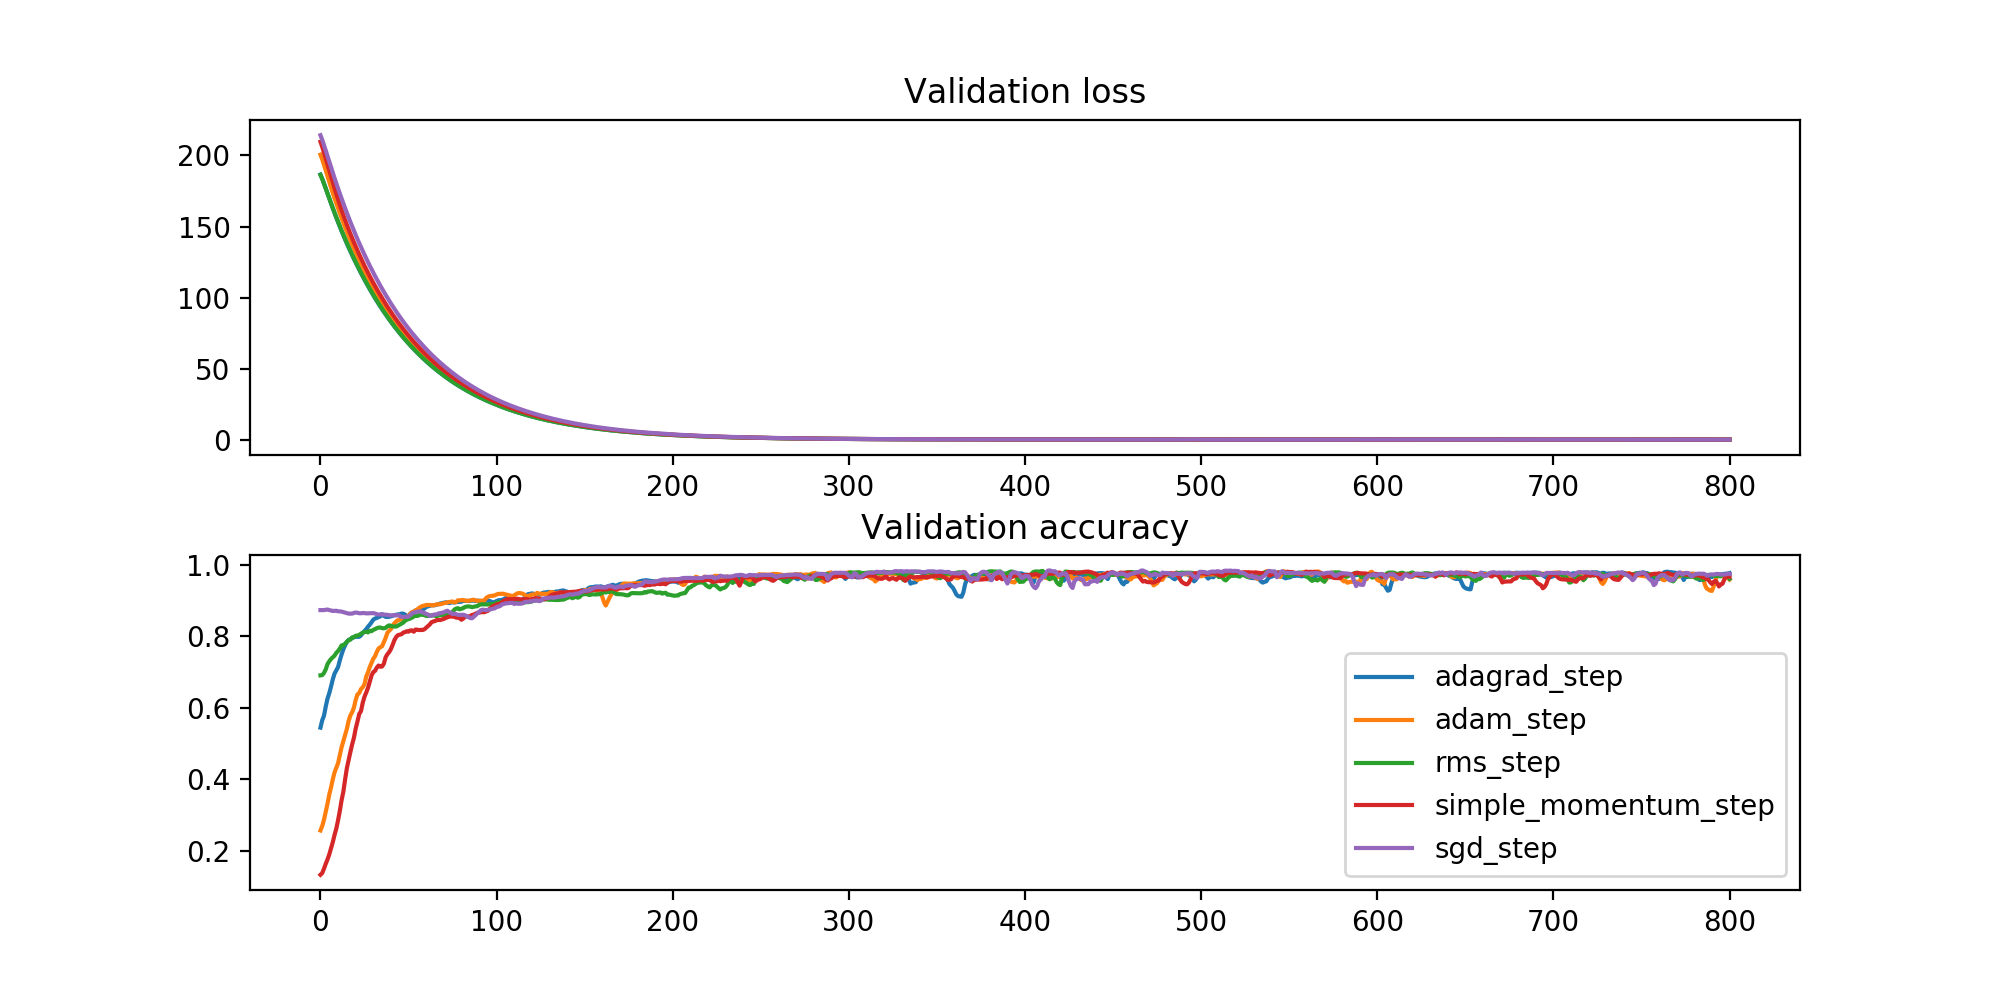 Validation loss
200
150
100
50
0
0 100 200 300 400 500 600 700 800
Validation accuracy
1.0
0.8
0.6
0.4
0.2
adagrad_step
adam_step
rms_step
simple_momentum_step
sgd_step
0 100 200 300 400 500 600 700 800